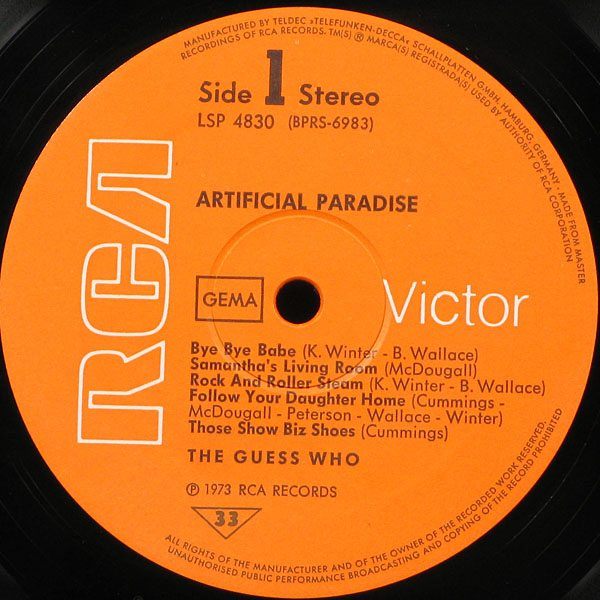 MANUFACTURED BY TELDEC »TELEFUNKEN-DECCA« SCHALLPLATTEN GMBH, HAMBURG, GERMANY - MADE FROM MASTER
RECORDINGS OF RCA RECORDS. TM(S) ® MARCA(S) REGISTRADA(S) USED BY AUTHORITY OF RCA CORPORATION
Side 1 Stereo
LSP 4830 (BPRS-6983)
RCA
ARTIFICIAL PARADISE
GEMA
Victor
Bye Bye Babe (K. Winter - B. Wallace)
Samantha's Living Room (McDougall)
Rock And Roller Steam (K. Winter - B. Wallace)
Follow Your Daughter Home (Cummings -
McDougall - Peterson - Wallace - Winter)
Those Show Biz Shoes (Cummings)
THE GUESS WHO
℗ 1973 RCA RECORDS
33
ALL RIGHTS OF THE MANUFACTURER AND OF THE OWNER OF THE RECORDED WORK RESERVED.
UNAUTHORISED PUBLIC PERFORMANCE BROADCASTING AND COPYING OF THIS RECORD PROHIBITED